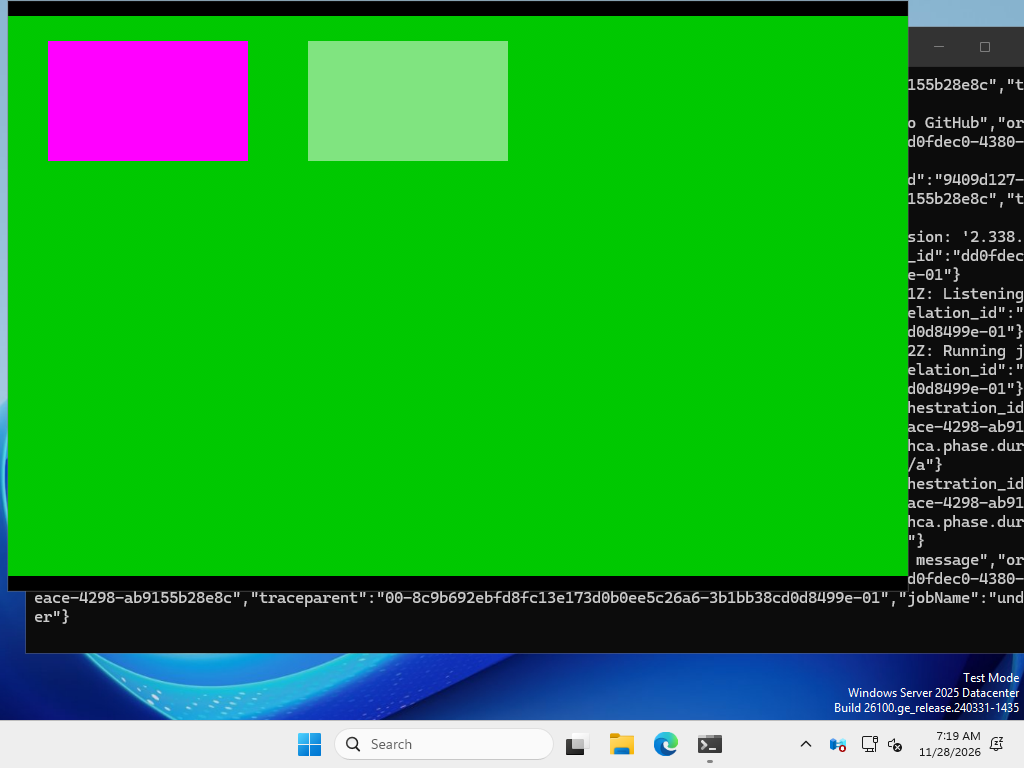 155b28e8c","t
o GitHub","or
d0fdec0-4380-
d":"9409d127-
155b28e8c","t
sion: '2.338.
_id":"dd0fdec
e-01"}
1Z: Listening
elation_id":"
d0d8499e-01"}
2Z: Running j
elation_id":"
d0d8499e-01"}
hestration_id
ace-4298-ab91
hca.phase.dur
/a"}
hestration_id
ace-4298-ab91
hca.phase.dur
"}
message","or
d0fdec0-4380-
eace-4298-ab9155b28e8c","traceparent":"00-8c9b692ebfd8fc13e173d0b0ee5c26a6-3b1bb38cd0d8499e-01","jobName":"und
er"}
Test Mode
Windows Server 2025 Datacenter
Build 26100.ge_release.240331-1435
Search
7:19 AM
11/28/2026